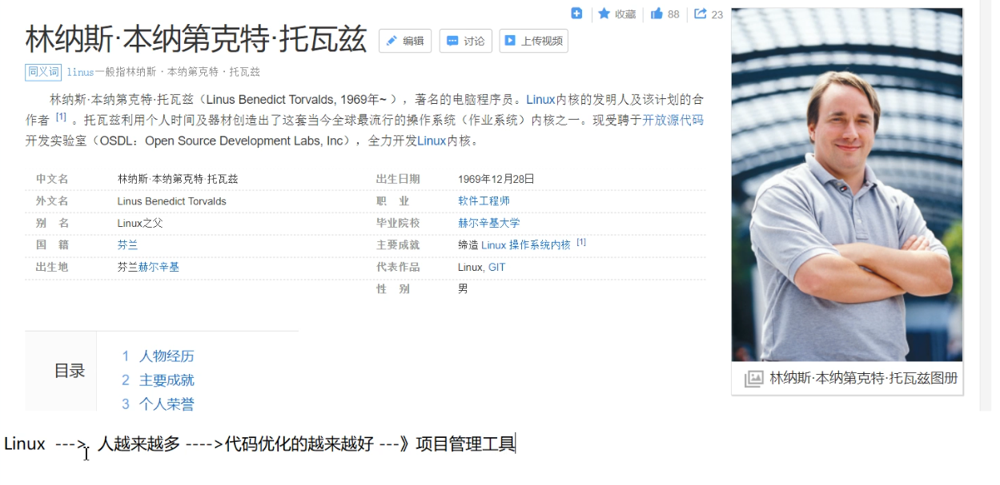 收藏 88 23
林纳斯·本纳第克特·托瓦兹 编辑 讨论 上传视频
同义词 linus一般指林纳斯·本纳第克特·托瓦兹
林纳斯·本纳第克特·托瓦兹（Linus Benedict Torvalds, 1969年~ ），著名的电脑程序员。Linux内核的发明人及该计划的合
作者 [1] 。托瓦兹利用个人时间及器材创造出了这套当今全球最流行的操作系统（作业系统）内核之一。现受聘于开放源代码
开发实验室（OSDL：Open Source Development Labs, Inc），全力开发Linux内核。
中文名 林纳斯·本纳第克特·托瓦兹 出生日期 1969年12月28日
外文名 Linus Benedict Torvalds 职 业 软件工程师
别 名 Linux之父 毕业院校 赫尔辛基大学
国 籍 芬兰 主要成就 缔造 Linux 操作系统内核 [1]
出生地 芬兰赫尔辛基 代表作品 Linux, GIT
性 别 男
目录
1 人物经历
2 主要成就
3 个人荣誉
林纳斯·本纳第克特·托瓦兹图册
Linux ---> 人越来越多 ---->代码优化的越来越好 ---》项目管理工具